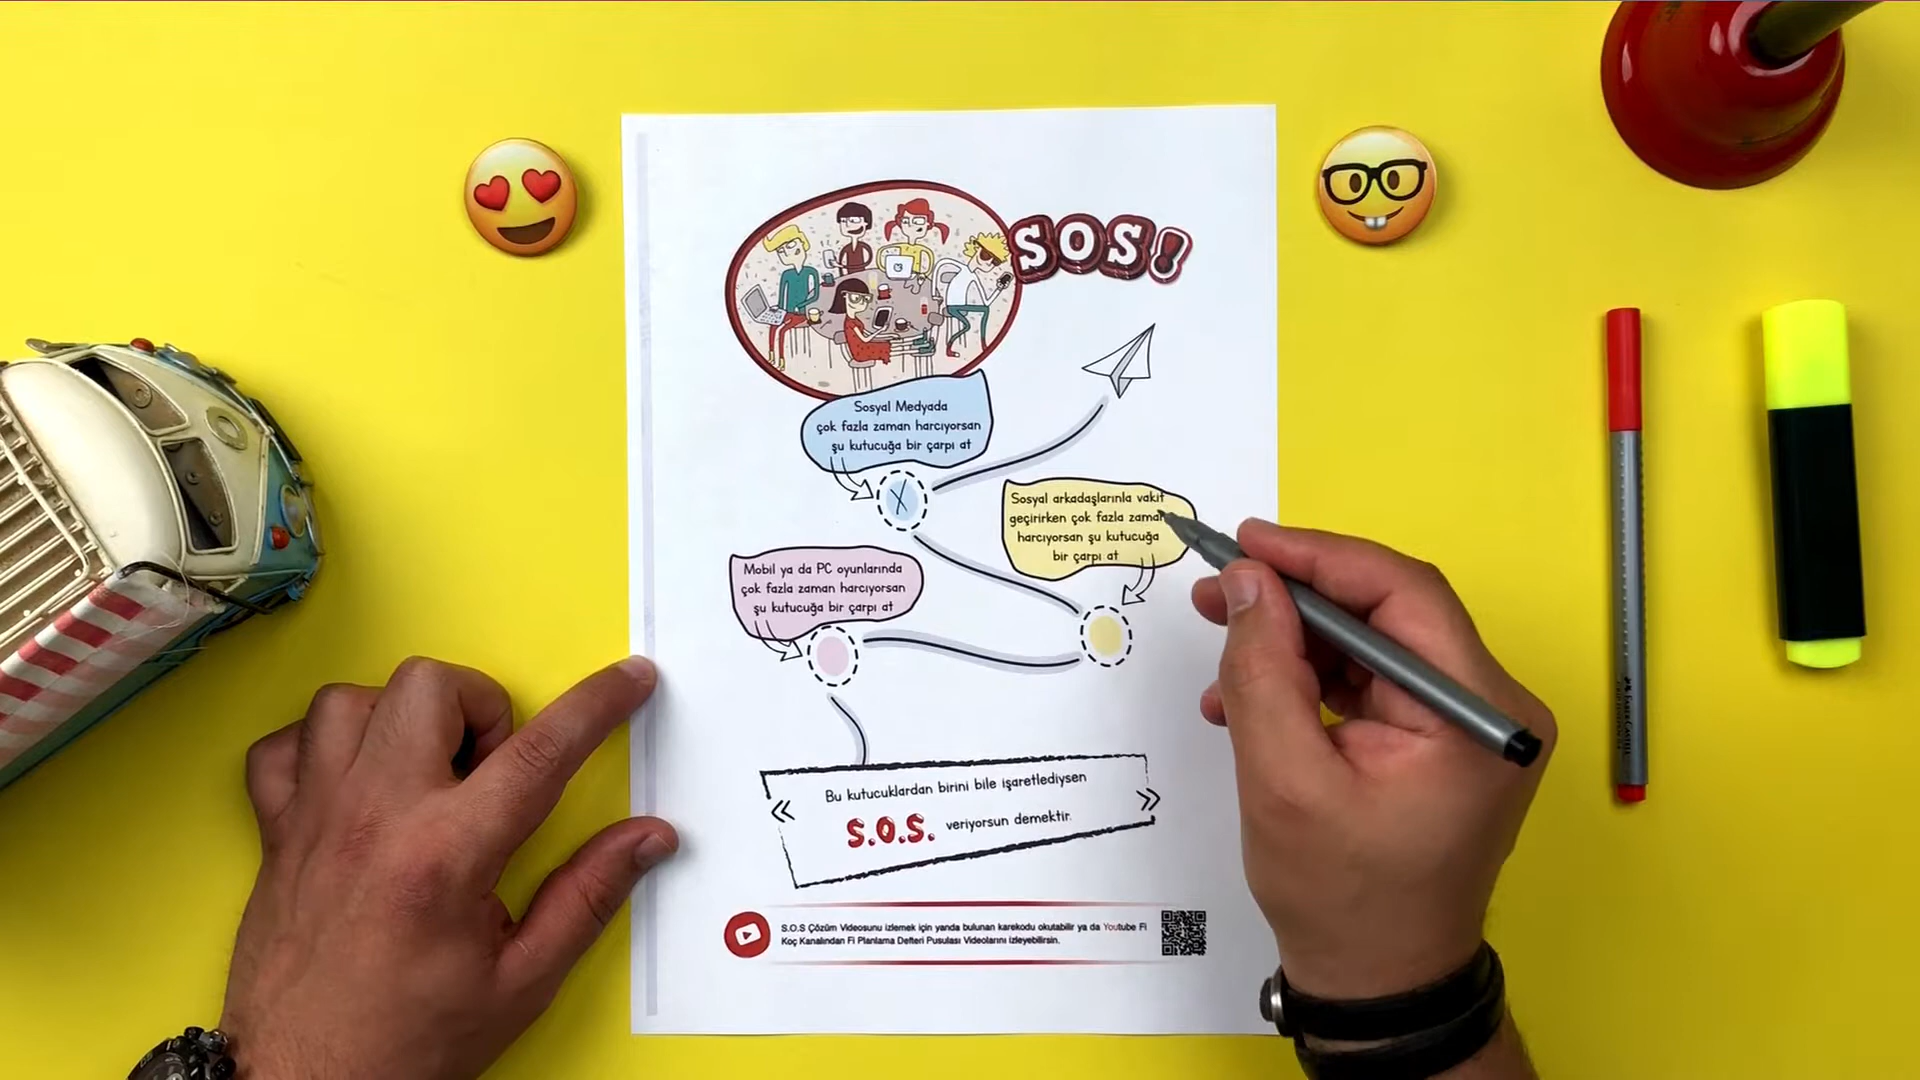 SOS!
Sosyal Medyada
çok fazla zaman harcıyorsan
şu kutucuğa bir çarpı at
X
Sosyal arkadaşlarınla vakit
geçirirken çok fazla zaman
harcıyorsan şu kutucuğa
bir çarpı at
Mobil ya da PC oyunlarında
çok fazla zaman harcıyorsan
şu kutucuğa bir çarpı at
Bu kutucuklardan birini bile işaretlediysen
S.O.S. veriyorsun demektir.
S.O.S Çözüm Videosunu izlemek için yanda bulunan karekodu okutabilir ya da Youtube Fi
Koç Kanalından Fi Planlama Defteri Pusulası Videolarını izleyebilirsin.